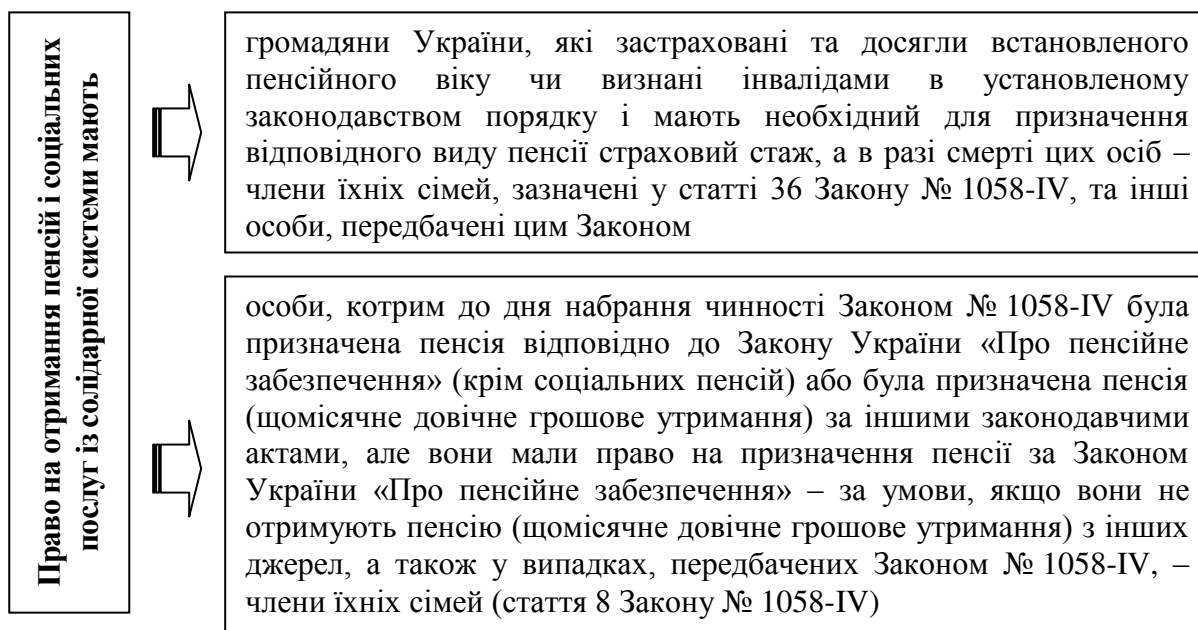 Право на отримання пенсій і соціальних
послуг із солідарної системи мають
громадяни України, які застраховані та досягли встановленого
пенсійного віку чи визнані інвалідами в установленому
законодавством порядку і мають необхідний для призначення
відповідного виду пенсії страховий стаж, а в разі смерті цих осіб –
члени їхніх сімей, зазначені у статті 36 Закону № 1058-IV, та інші
особи, передбачені цим Законом
особи, котрим до дня набрання чинності Законом № 1058-IV була
призначена пенсія відповідно до Закону України «Про пенсійне
забезпечення» (крім соціальних пенсій) або була призначена пенсія
(щомісячне довічне грошове утримання) за іншими законодавчими
актами, але вони мали право на призначення пенсії за Законом
України «Про пенсійне забезпечення» – за умови, якщо вони не
отримують пенсію (щомісячне довічне грошове утримання) з інших
джерел, а також у випадках, передбачених Законом № 1058-IV, –
члени їхніх сімей (стаття 8 Закону № 1058-IV)